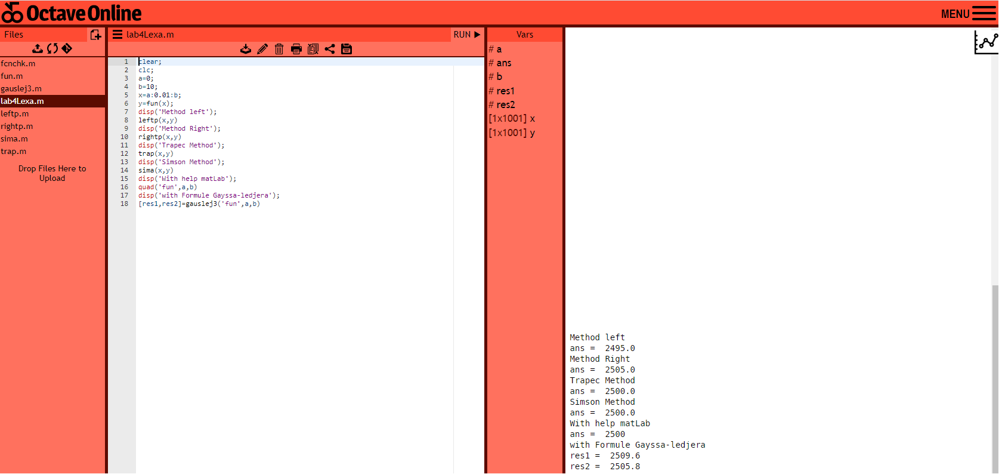 Octave Online
MENU
Files
fcnchk.m
fun.m
gauslej3.m
lab4Lexa.m
leftp.m
rightp.m
sima.m
trap.m
Drop Files Here to
Upload
lab4Lexa.m
RUN
1 clear;
2 clc;
3 a=0;
4 b=10;
5 x=a:0.01:b;
6 y=fun(x);
7 disp('Method left');
8 leftp(x,y)
9 disp('Method Right');
10 rightp(x,y)
11 disp('Trapec Method');
12 trap(x,y)
13 disp('Simson Method');
14 sima(x,y)
15 disp('With help matLab');
16 quad('fun',a,b)
17 disp('with Formule Gayssa-ledjera');
18 [res1,res2]=gauslej3('fun',a,b)
Vars
# a
# ans
# b
# res1
# res2
[1x1001] x
[1x1001] y
Method left
ans =  2495.0
Method Right
ans =  2505.0
Trapec Method
ans =  2500.0
Simson Method
ans =  2500.0
With help matLab
ans =  2500
with Formule Gayssa-ledjera
res1 =  2509.6
res2 =  2505.8